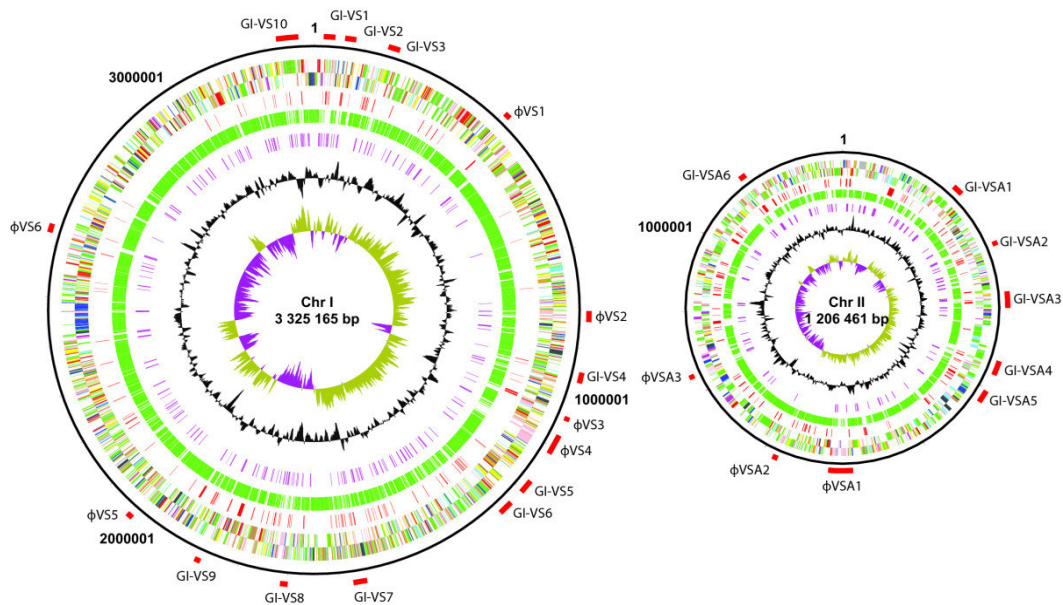 GI-VS10
1
GI-VS1
GI-VS2
GI-VS3
3000001
φVS1
φVS6
Chr I
3 325 165 bp
φVS2
GI-VS4
1000001
φVS3
φVS4
GI-VS5
GI-VS6
φVS5
2000001
GI-VS9
GI-VS8
GI-VS7
1
GI-VSA6
GI-VSA1
1000001
GI-VSA2
GI-VSA3
Chr II
1 206 461 bp
GI-VSA4
φVSA3
GI-VSA5
φVSA2
φVSA1